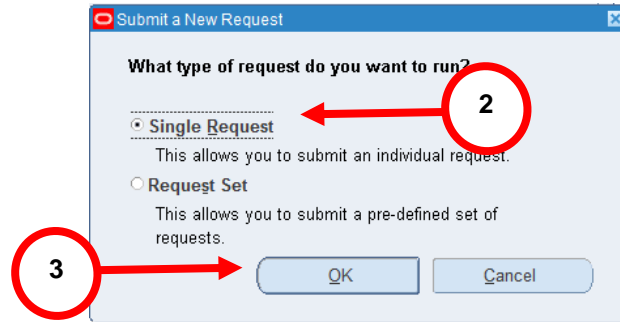 Submit a New Request
What type of request do you want to run?
2
Single Request
This allows you to submit an individual request.
Request Set
This allows you to submit a pre-defined set of
requests.
3
OK
Cancel